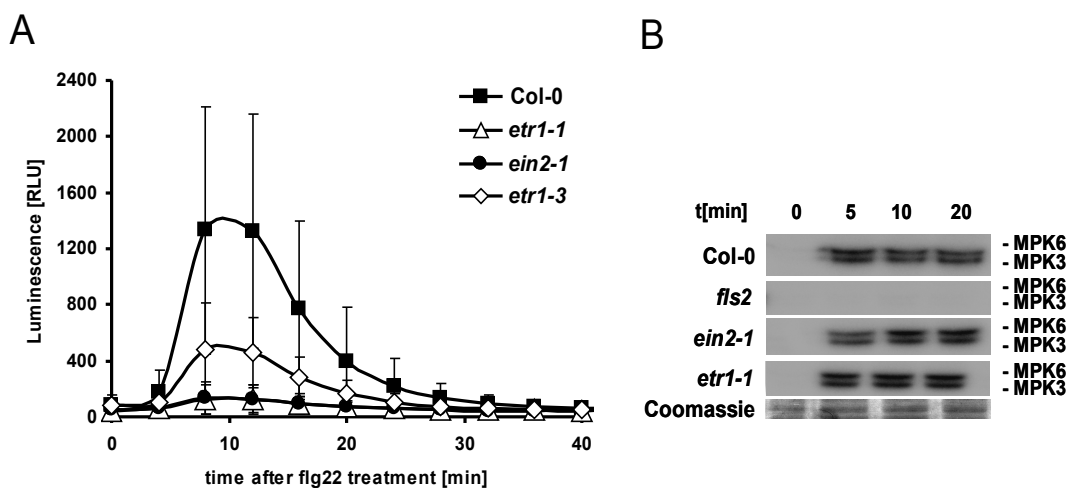 A
2400
2000
1600
1200
800
400
0
Luminescence [RLU]
0 10 20 30 40
time after flg22 treatment [min]
Col-0
etr1-1
ein2-1
etr1-3
B
t[min] 0 5 10 20
Col-0 - MPK6
- MPK3
fls2 - MPK6
- MPK3
ein2-1 - MPK6
- MPK3
etr1-1 - MPK6
- MPK3
Coomassie